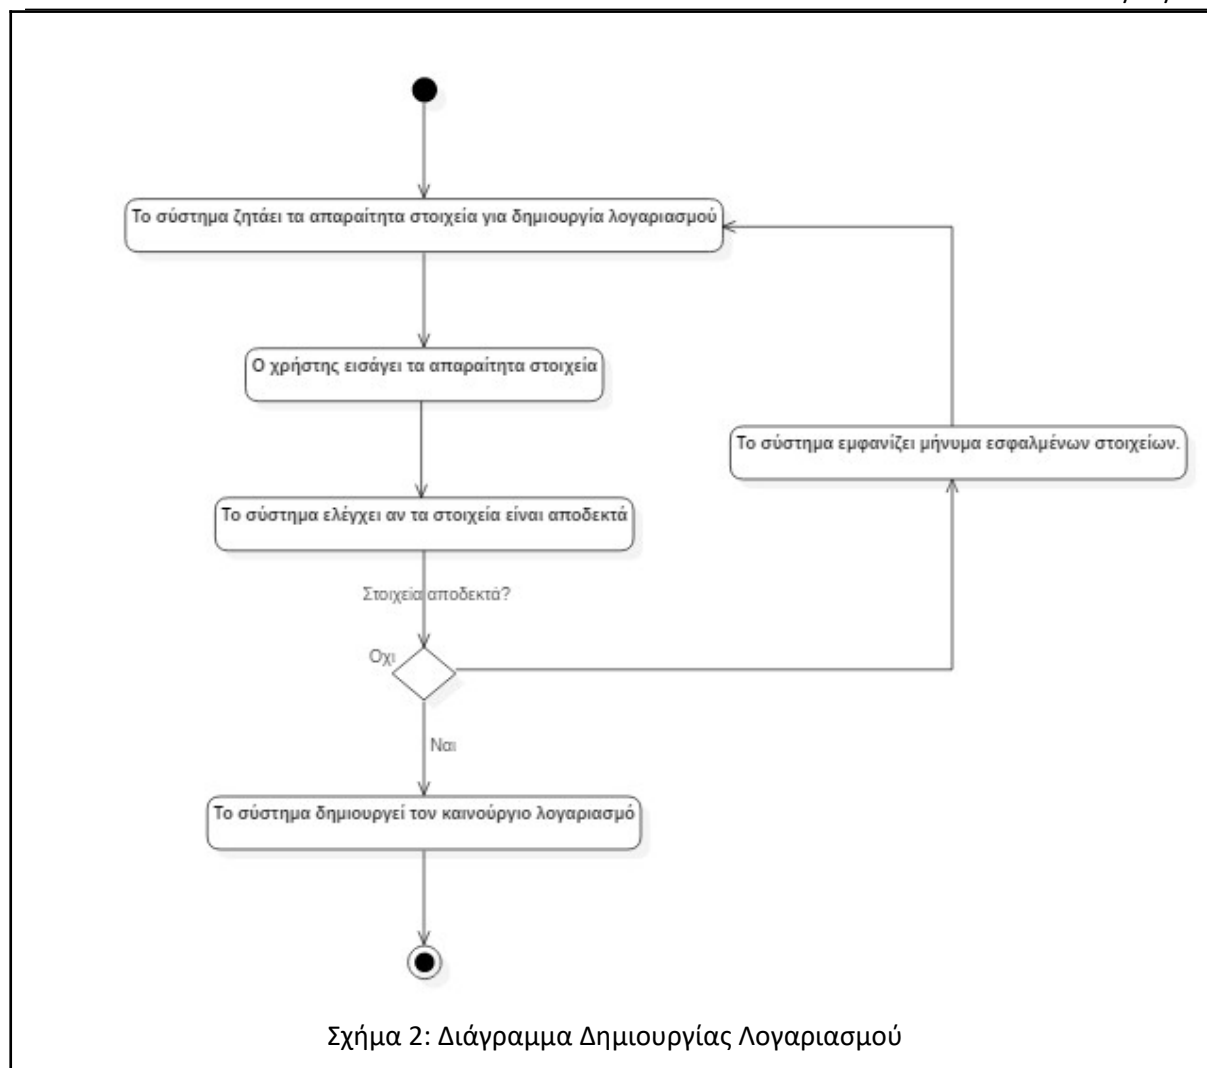 Το σύστημα ζητάει τα απαραίτητα στοιχεία για δημιουργία λογαριασμού
Ο χρήστης εισάγει τα απαραίτητα στοιχεία
Το σύστημα εμφανίζει μήνυμα εσφαλμένων στοιχείων.
Το σύστημα ελέγχει αν τα στοιχεία είναι αποδεκτά
Στοιχεία αποδεκτά?
Οχι
Ναι
Το σύστημα δημιουργεί τον καινούργιο λογαριασμό
Σχήμα 2: Διάγραμμα Δημιουργίας Λογαριασμού